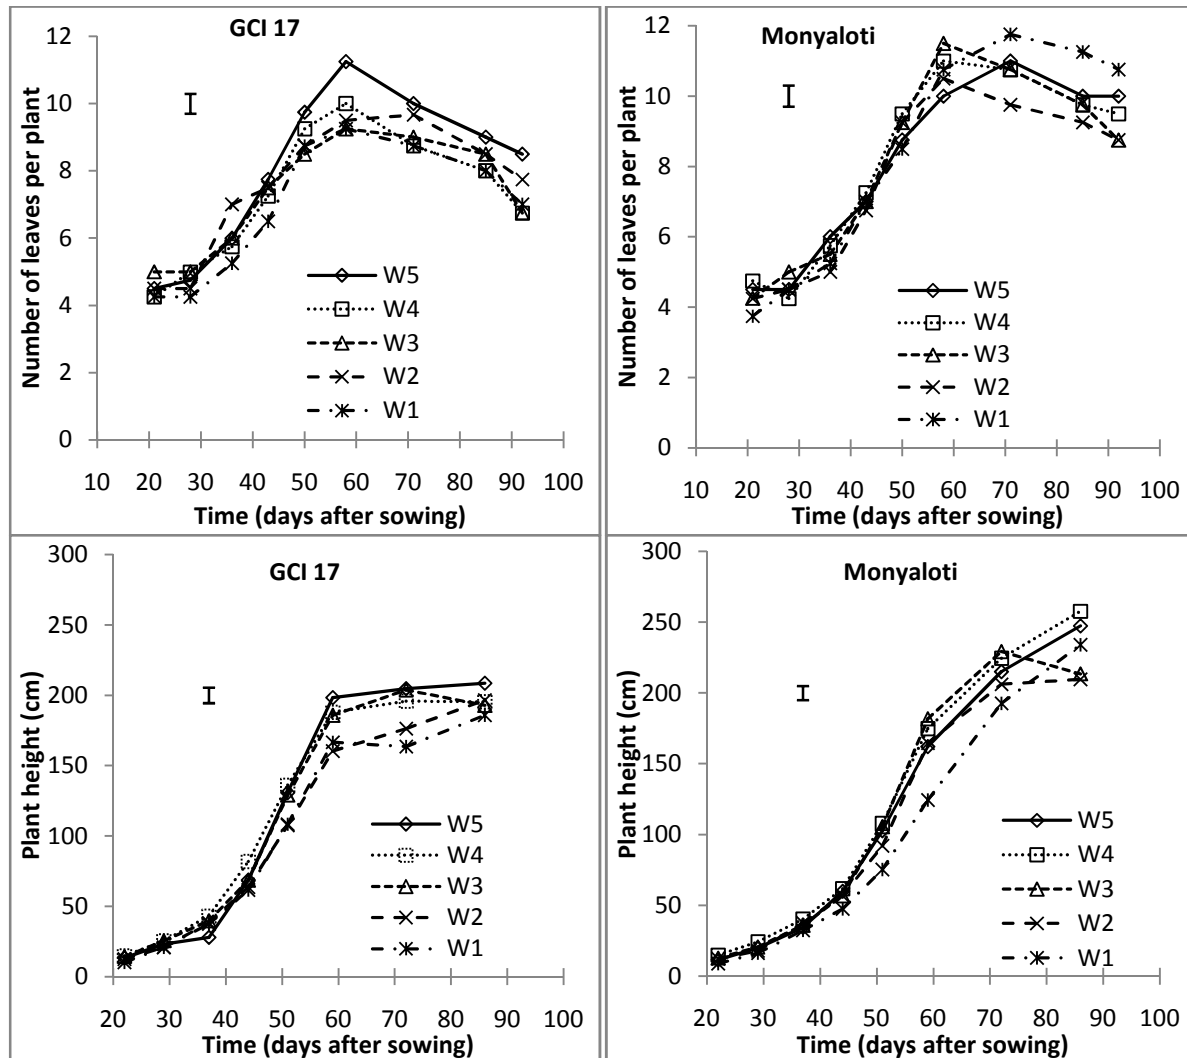 GCI 17
Number of leaves per plant
12
10
8
6
4
2
0
W5
W4
W3
W2
W1
10 20 30 40 50 60 70 80 90 100
Time (days after sowing)
Monyaloti
Number of leaves per plant
12
10
8
6
4
2
0
W5
W4
W3
W2
W1
10 20 30 40 50 60 70 80 90 100
Time (days after sowing)
GCI 17
Plant height (cm)
300
250
200
150
100
50
0
W5
W4
W3
W2
W1
20 30 40 50 60 70 80 90 100
Time (days after sowing)
Monyaloti
Plant height (cm)
300
250
200
150
100
50
0
W5
W4
W3
W2
W1
20 30 40 50 60 70 80 90 100
Time (days after sowing)